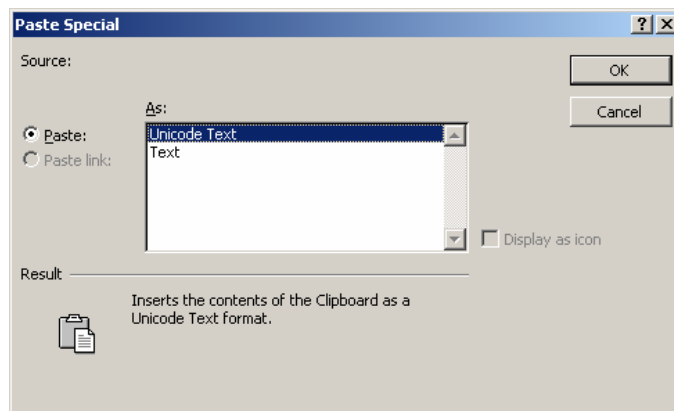 Paste Special
Source:
OK
As:
Cancel
Paste:
Unicode Text
Paste link:
Text
Display as icon
Result
Inserts the contents of the Clipboard as a
Unicode Text format.